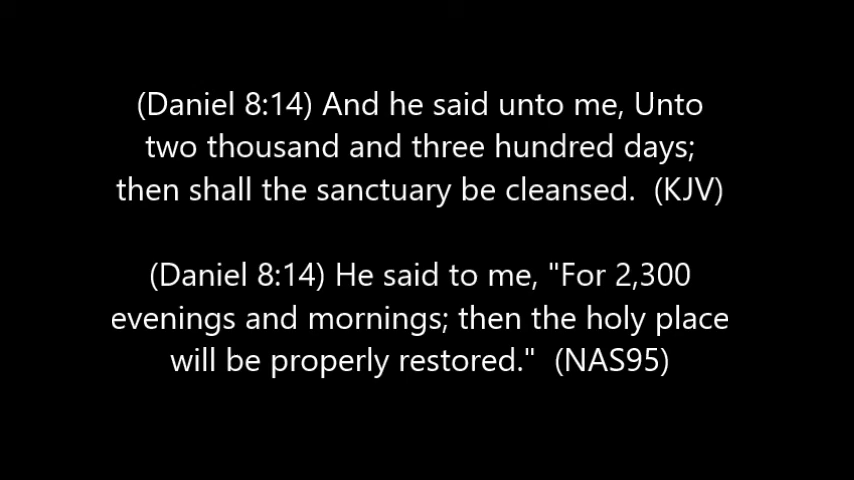 (Daniel 8:14) And he said unto me, Unto
two thousand and three hundred days;
then shall the sanctuary be cleansed.  (KJV)
(Daniel 8:14) He said to me, "For 2,300
evenings and mornings; then the holy place
will be properly restored."  (NAS95)